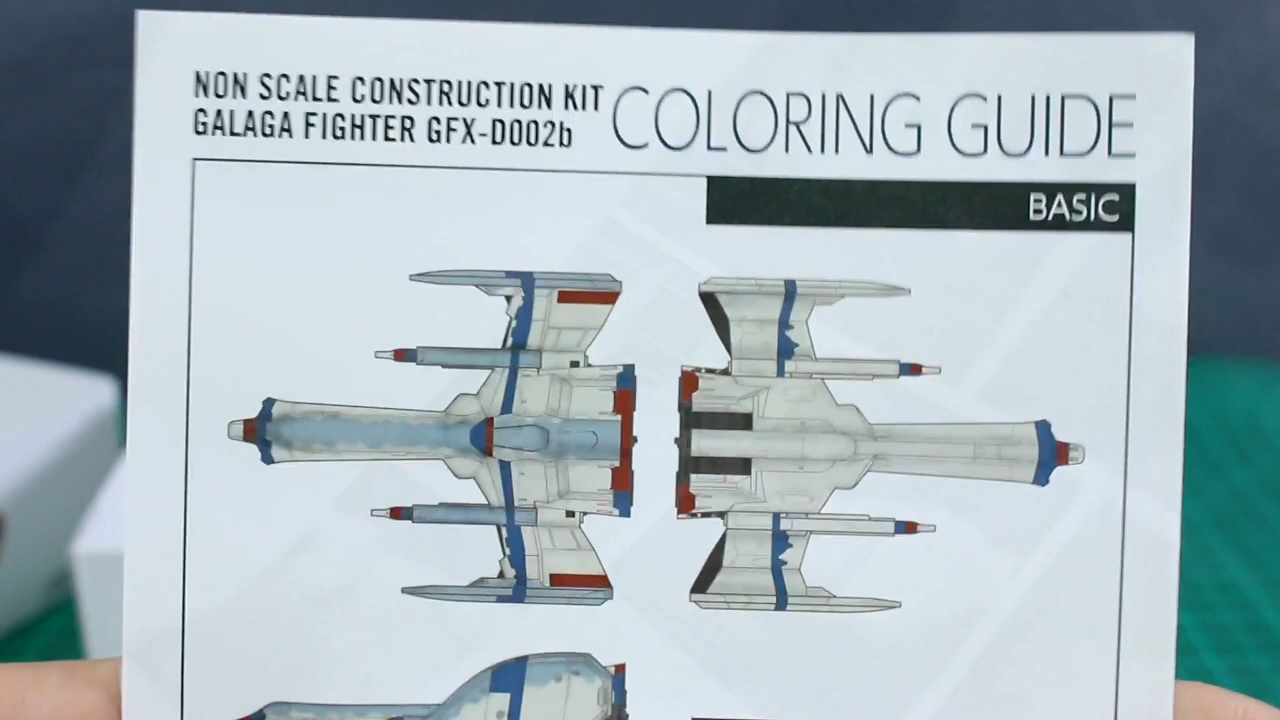 NON SCALE CONSTRUCTION KIT
GALAGA FIGHTER GFX-D002b
COLORING GUIDE
BASIC